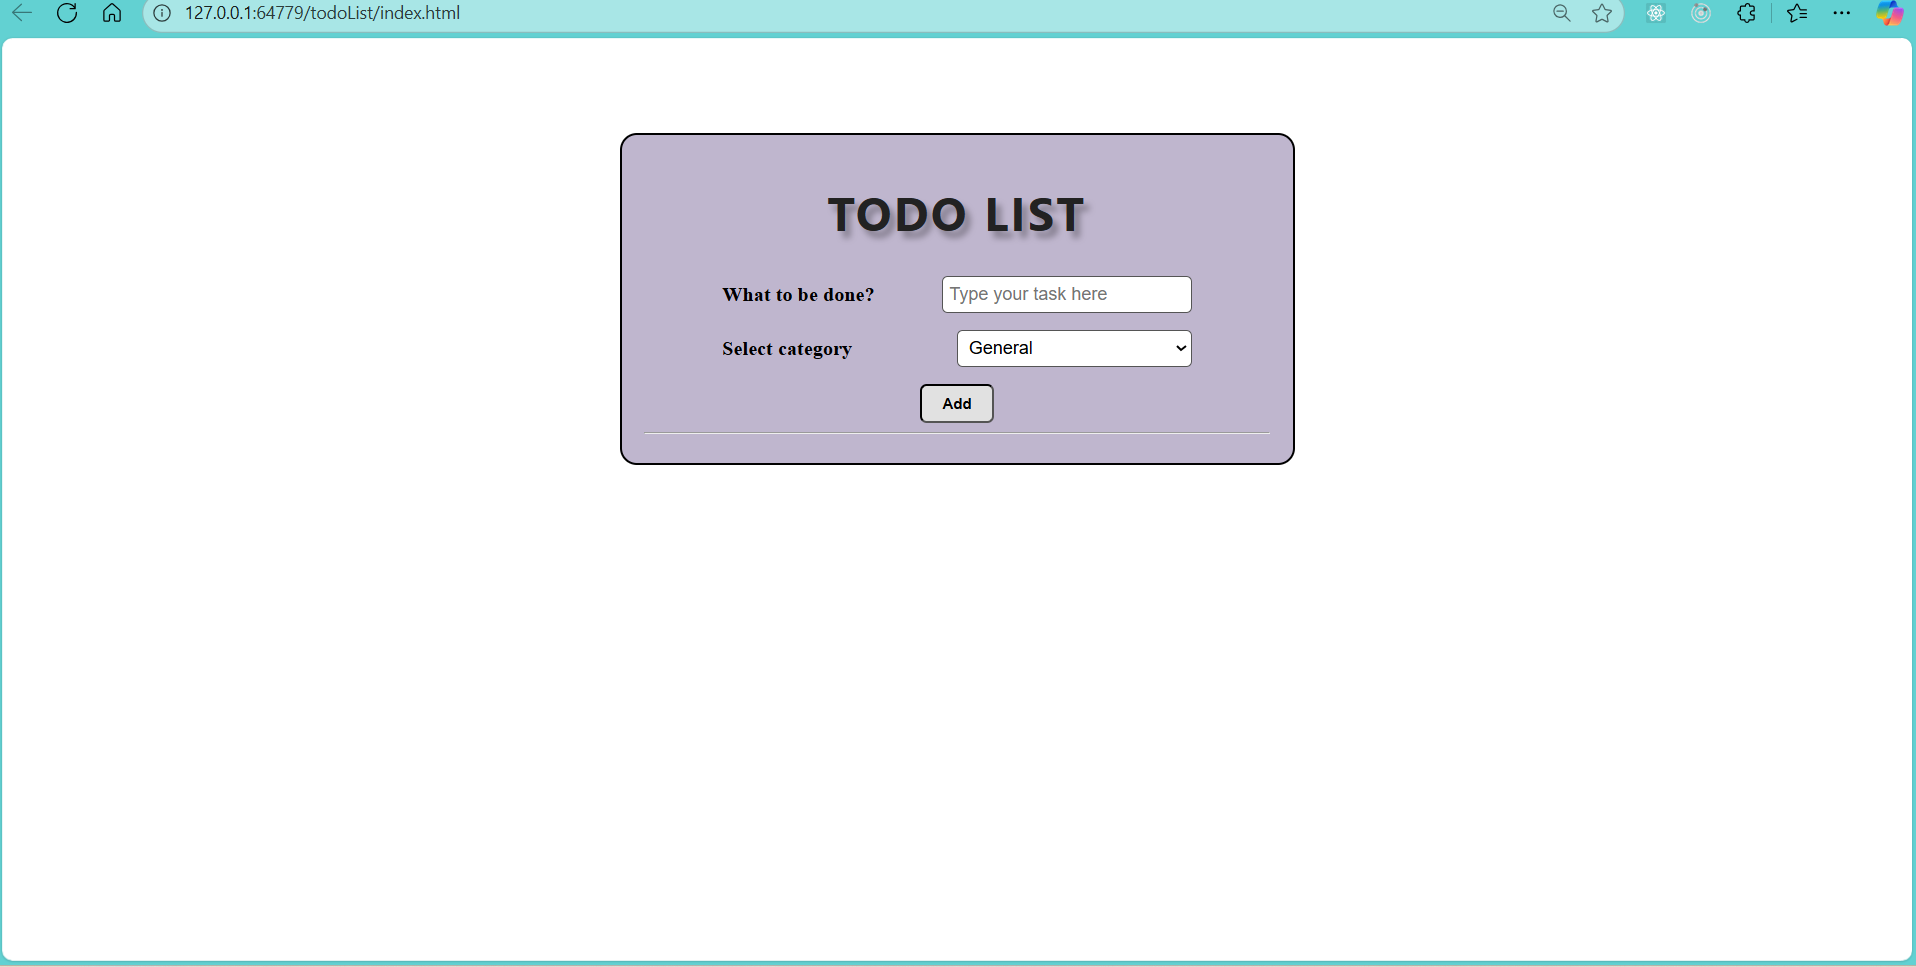 127.0.0.1:64779/todoList/index.html
TODO LIST
What to be done? Type your task here
Select category General
Add